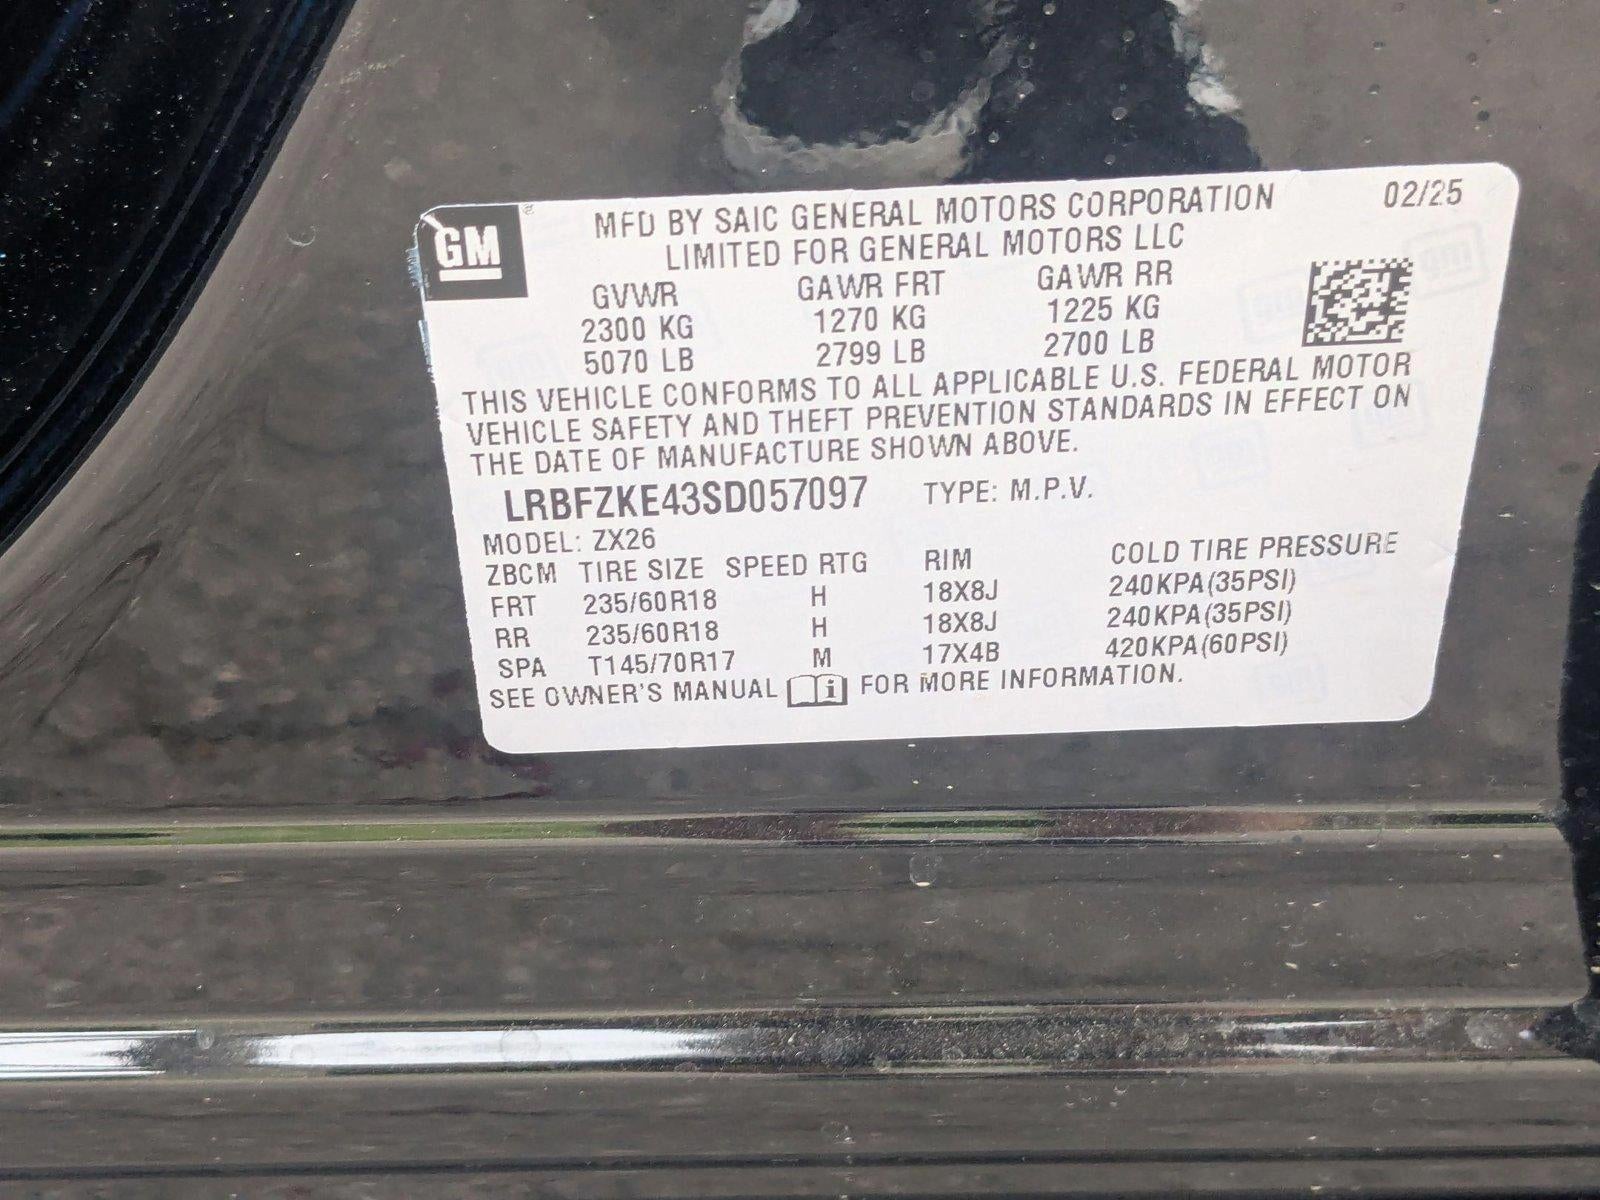 GM ®
MFD BY SAIC GENERAL MOTORS CORPORATION 02/25
LIMITED FOR GENERAL MOTORS LLC
GVWR GAWR FRT GAWR RR
2300 KG 1270 KG 1225 KG
5070 LB 2799 LB 2700 LB
THIS VEHICLE CONFORMS TO ALL APPLICABLE U.S. FEDERAL MOTOR
VEHICLE SAFETY AND THEFT PREVENTION STANDARDS IN EFFECT ON
THE DATE OF MANUFACTURE SHOWN ABOVE.
LRBFZKE43SD057097 TYPE: M.P.V.
MODEL: ZX26
ZBCM TIRE SIZE SPEED RTG RIM COLD TIRE PRESSURE
FRT 235/60R18 H 18X8J 240KPA(35PSI)
RR 235/60R18 H 18X8J 240KPA(35PSI)
SPA T145/70R17 M 17X4B 420KPA(60PSI)
SEE OWNER'S MANUAL i FOR MORE INFORMATION.